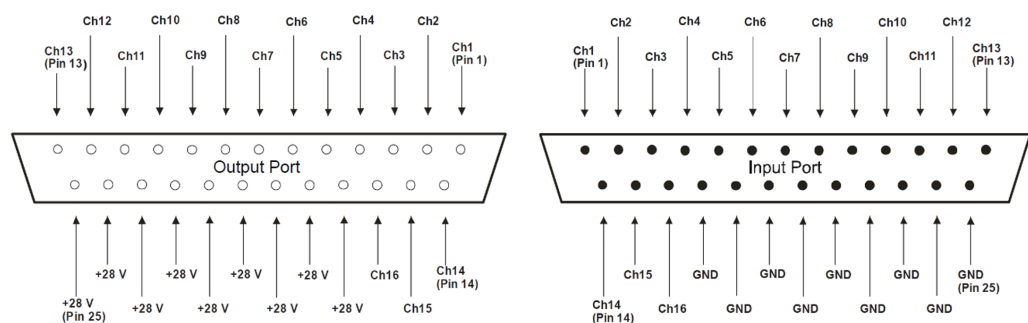 Ch12 Ch10 Ch8 Ch6 Ch4 Ch2
Ch13
(Pin 13)
Ch11 Ch9 Ch7 Ch5 Ch3
Ch1
(Pin 1)
Output Port
+28 V +28 V +28 V +28 V Ch16
Ch14
(Pin 14)
+28 V
(Pin 25)
+28 V +28 V +28 V +28 V Ch15
Ch2 Ch4 Ch6 Ch8 Ch10 Ch12
Ch1
(Pin 1)
Ch3 Ch5 Ch7 Ch9 Ch11
Ch13
(Pin 13)
Input Port
Ch15 GND GND GND GND
GND
(Pin 25)
Ch14
(Pin 14)
Ch16 GND GND GND GND